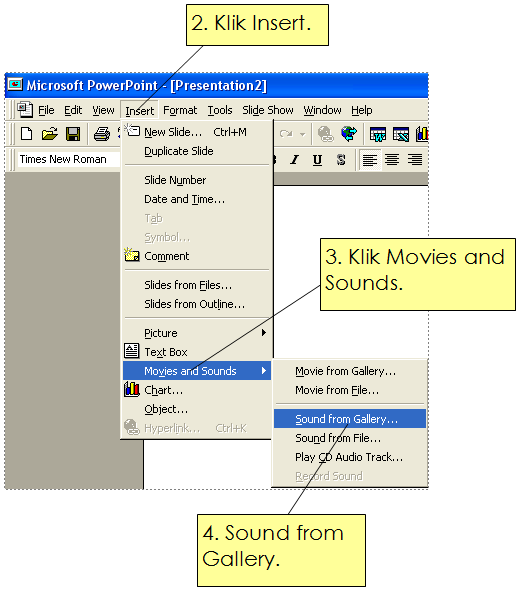 2. Klik Insert.
Microsoft PowerPoint - [Presentation2]
File Edit View Insert Format Tools Slide Show Window Help
New Slide... Ctrl+M
Duplicate Slide
Times New Roman
B I U S
Slide Number
Date and Time...
Tab
Symbol...
Comment
3. Klik Movies and
Sounds.
Slides from Files...
Slides from Outline...
Picture
Text Box
Movies and Sounds
Chart...
Object...
Hyperlink... Ctrl+K
Movie from Gallery...
Movie from File...
Sound from Gallery...
Sound from File...
Play CD Audio Track...
Record Sound
4. Sound from
Gallery.